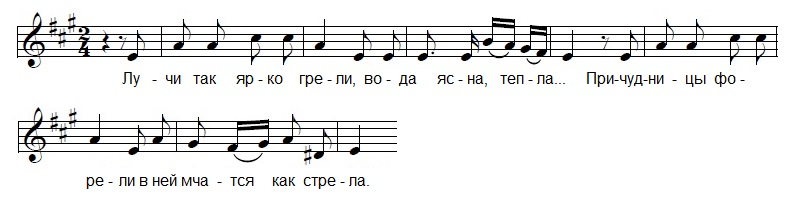 Лу - чи так яр - ко гре - ли, во - да яс - на, теп - ла... При - чуд - ни - цы фо -
ре - ли в ней мча - тся как стре - ла.